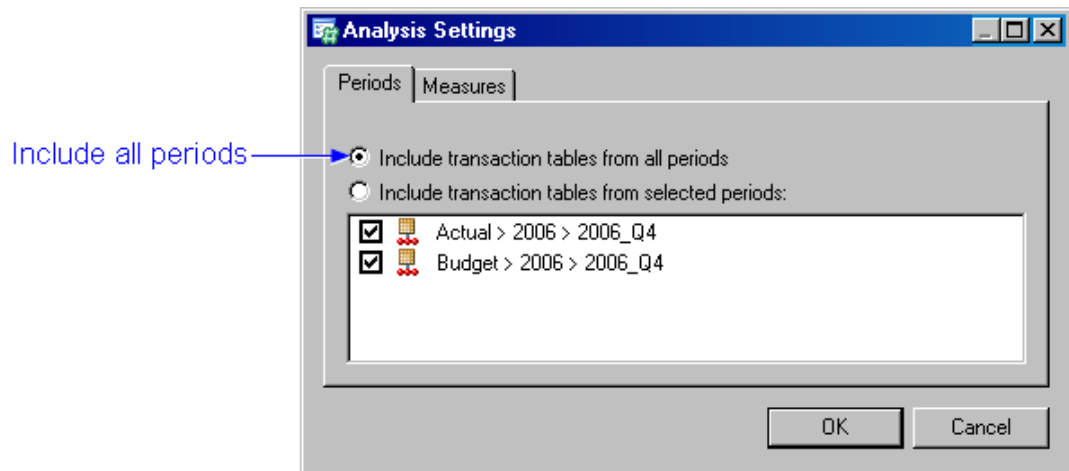 Analysis Settings
Periods
Measures
Include all periods
Include transaction tables from all periods
Include transaction tables from selected periods:
Actual > 2006 > 2006_Q4
Budget > 2006 > 2006_Q4
OK
Cancel